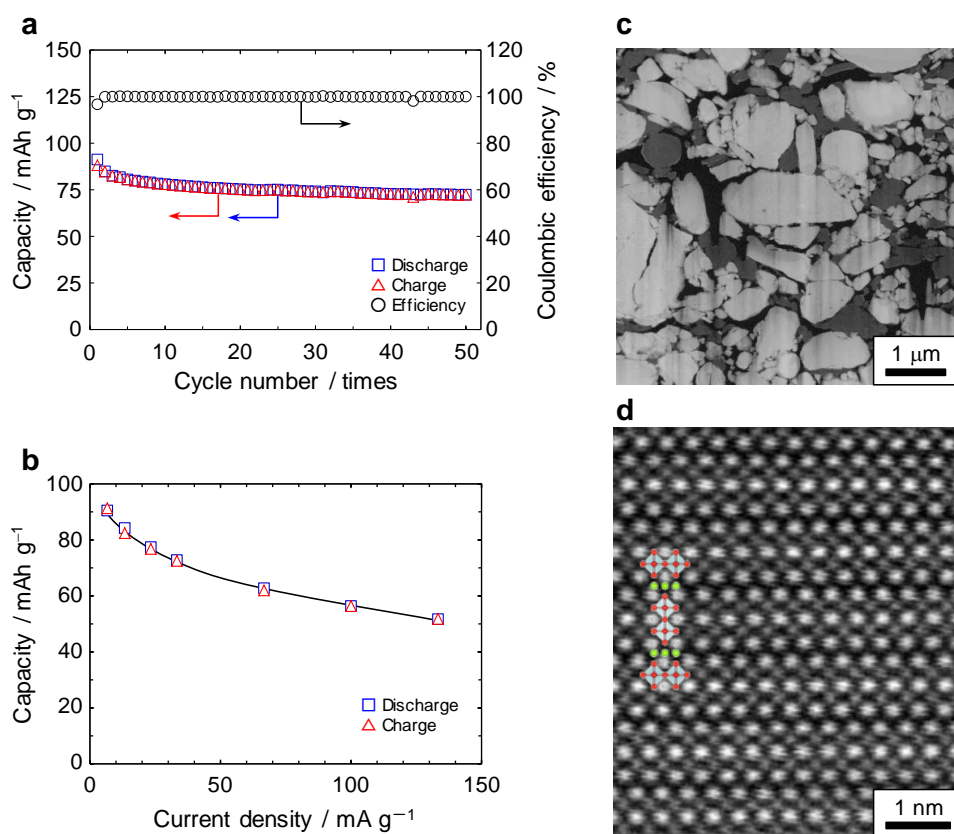 a
150
125
100
75
50
25
0
Capacity / mAh g⁻¹
120
100
80
60
40
20
0
Coulombic efficiency / %
Discharge
Charge
Efficiency
0 10 20 30 40 50
Cycle number / times
b
100
80
60
40
20
0
Capacity / mAh g⁻¹
Discharge
Charge
0 50 100 150
Current density / mA g⁻¹
c
1 μm
d
1 nm